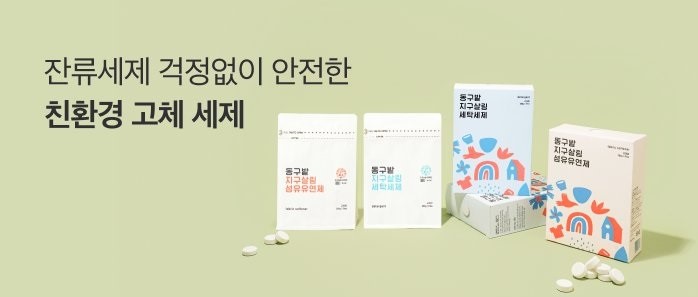 잔류세제 걱정없이 안전한
친환경 고체 세제
동구밭
지구살림
섬유유연제
동구밭
지구살림
세탁세제
동구밭
지구살림
세탁세제
동구밭
지구살림
섬유유연제